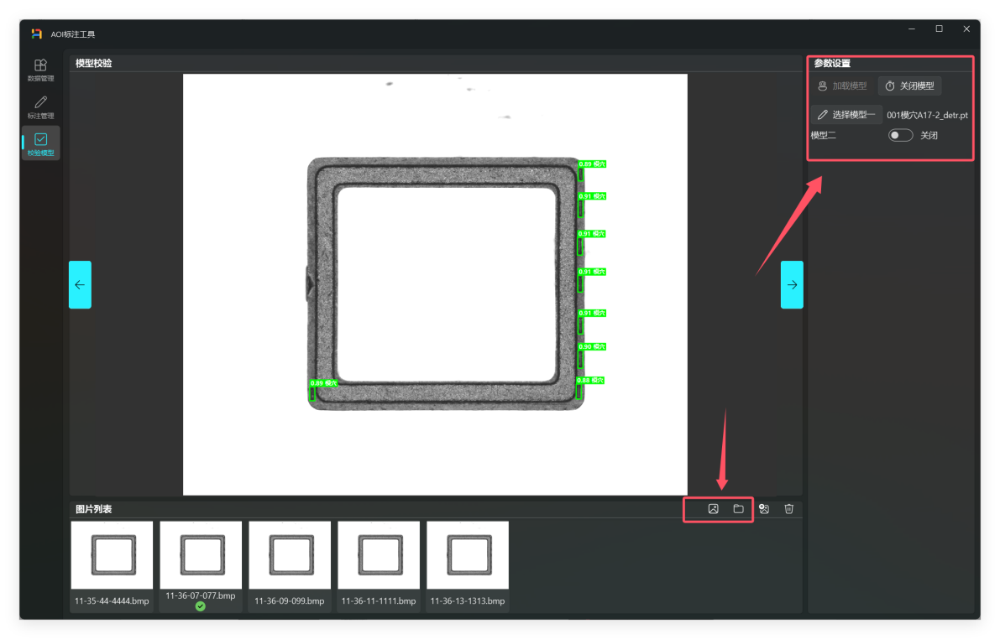 AOI标注工具
数据管理
标注管理
校验模型
模型校验
0.89 模穴
0.91 模穴
0.91 模穴
0.91 模穴
0.91 模穴
0.90 模穴
0.88 模穴
0.89 模穴
参数设置
加载模型 关闭模型
选择模型一 001模穴A17-2_detr.pt
模型二 关闭
图片列表
11-35-44-4444.bmp
11-36-07-077.bmp
11-36-09-099.bmp
11-36-11-1111.bmp
11-36-13-1313.bmp